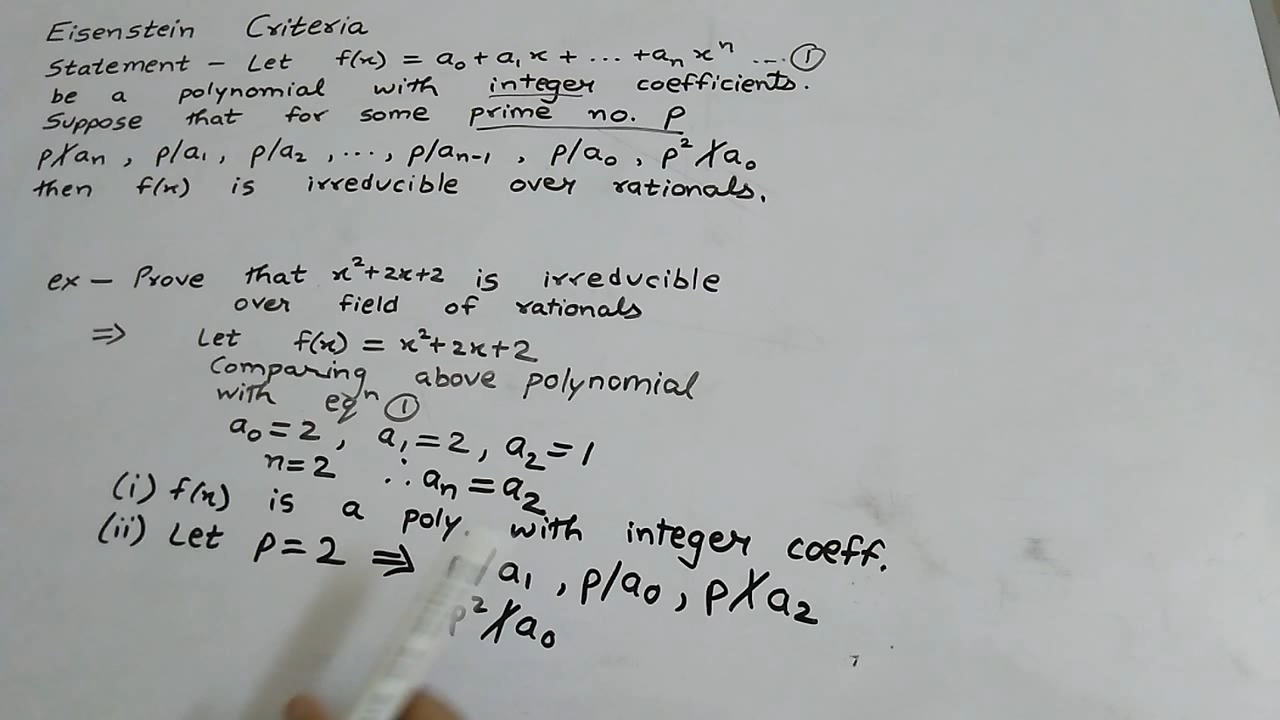 Eisenstein Criteria
Statement - Let f(x) = a₀ + a₁x + ... + aₙxⁿ ... ①
be a polynomial with integer coefficients.
Suppose that for some prime no. p
p∤aₙ, p/a₁, p/a₂, ..., p/aₙ₋₁, p/a₀, p²∤a₀
then f(x) is irreducible over rationals.
ex - Prove that x²+2x+2 is irreducible
over field of rationals
⇒ Let f(x) = x²+2x+2
Comparing above polynomial
with eqⁿ ①
a₀=2, a₁=2, a₂=1
n=2 ∴ aₙ=a₂
(i) f(x) is a poly. with integer coeff.
(ii) Let p=2 ⇒ /a₁, p/a₀, p∤a₂
p²∤a₀